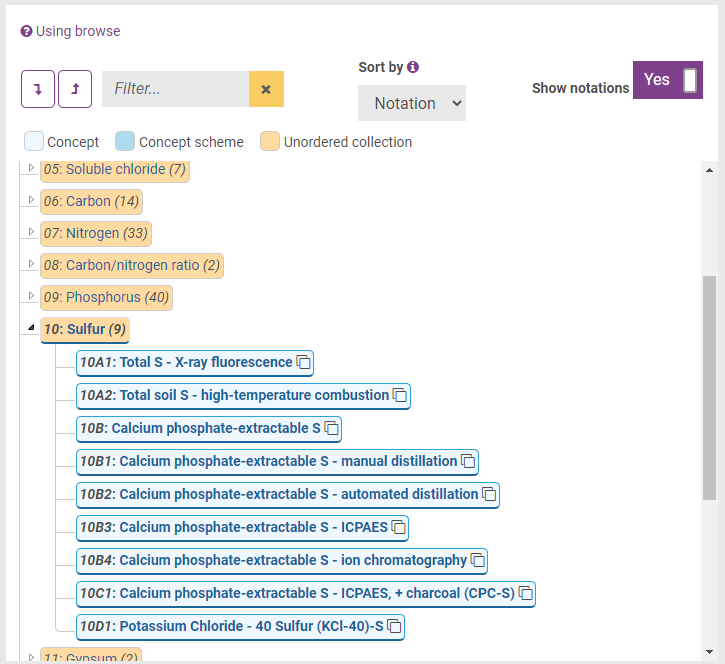 Using browse
Sort by
Filter...
Notation
Show notations Yes
Concept Concept scheme Unordered collection
05: Soluble chloride (7)
06: Carbon (14)
07: Nitrogen (33)
08: Carbon/nitrogen ratio (2)
09: Phosphorus (40)
10: Sulfur (9)
10A1: Total S - X-ray fluorescence
10A2: Total soil S - high-temperature combustion
10B: Calcium phosphate-extractable S
10B1: Calcium phosphate-extractable S - manual distillation
10B2: Calcium phosphate-extractable S - automated distillation
10B3: Calcium phosphate-extractable S - ICPAES
10B4: Calcium phosphate-extractable S - ion chromatography
10C1: Calcium phosphate-extractable S - ICPAES, + charcoal (CPC-S)
10D1: Potassium Chloride - 40 Sulfur (KCl-40)-S
11: Gypsum (2)